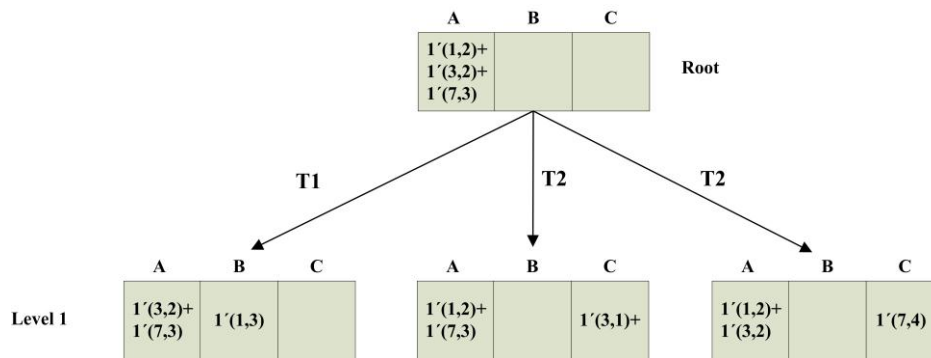 A B C
1´(1,2)+
1´(3,2)+
1´(7,3)
Root
T1 T2 T2
A B C A B C A B C
Level 1
1´(3,2)+
1´(7,3)
1´(1,3)
1´(1,2)+
1´(7,3)
1´(3,1)+
1´(1,2)+
1´(3,2)
1´(7,4)